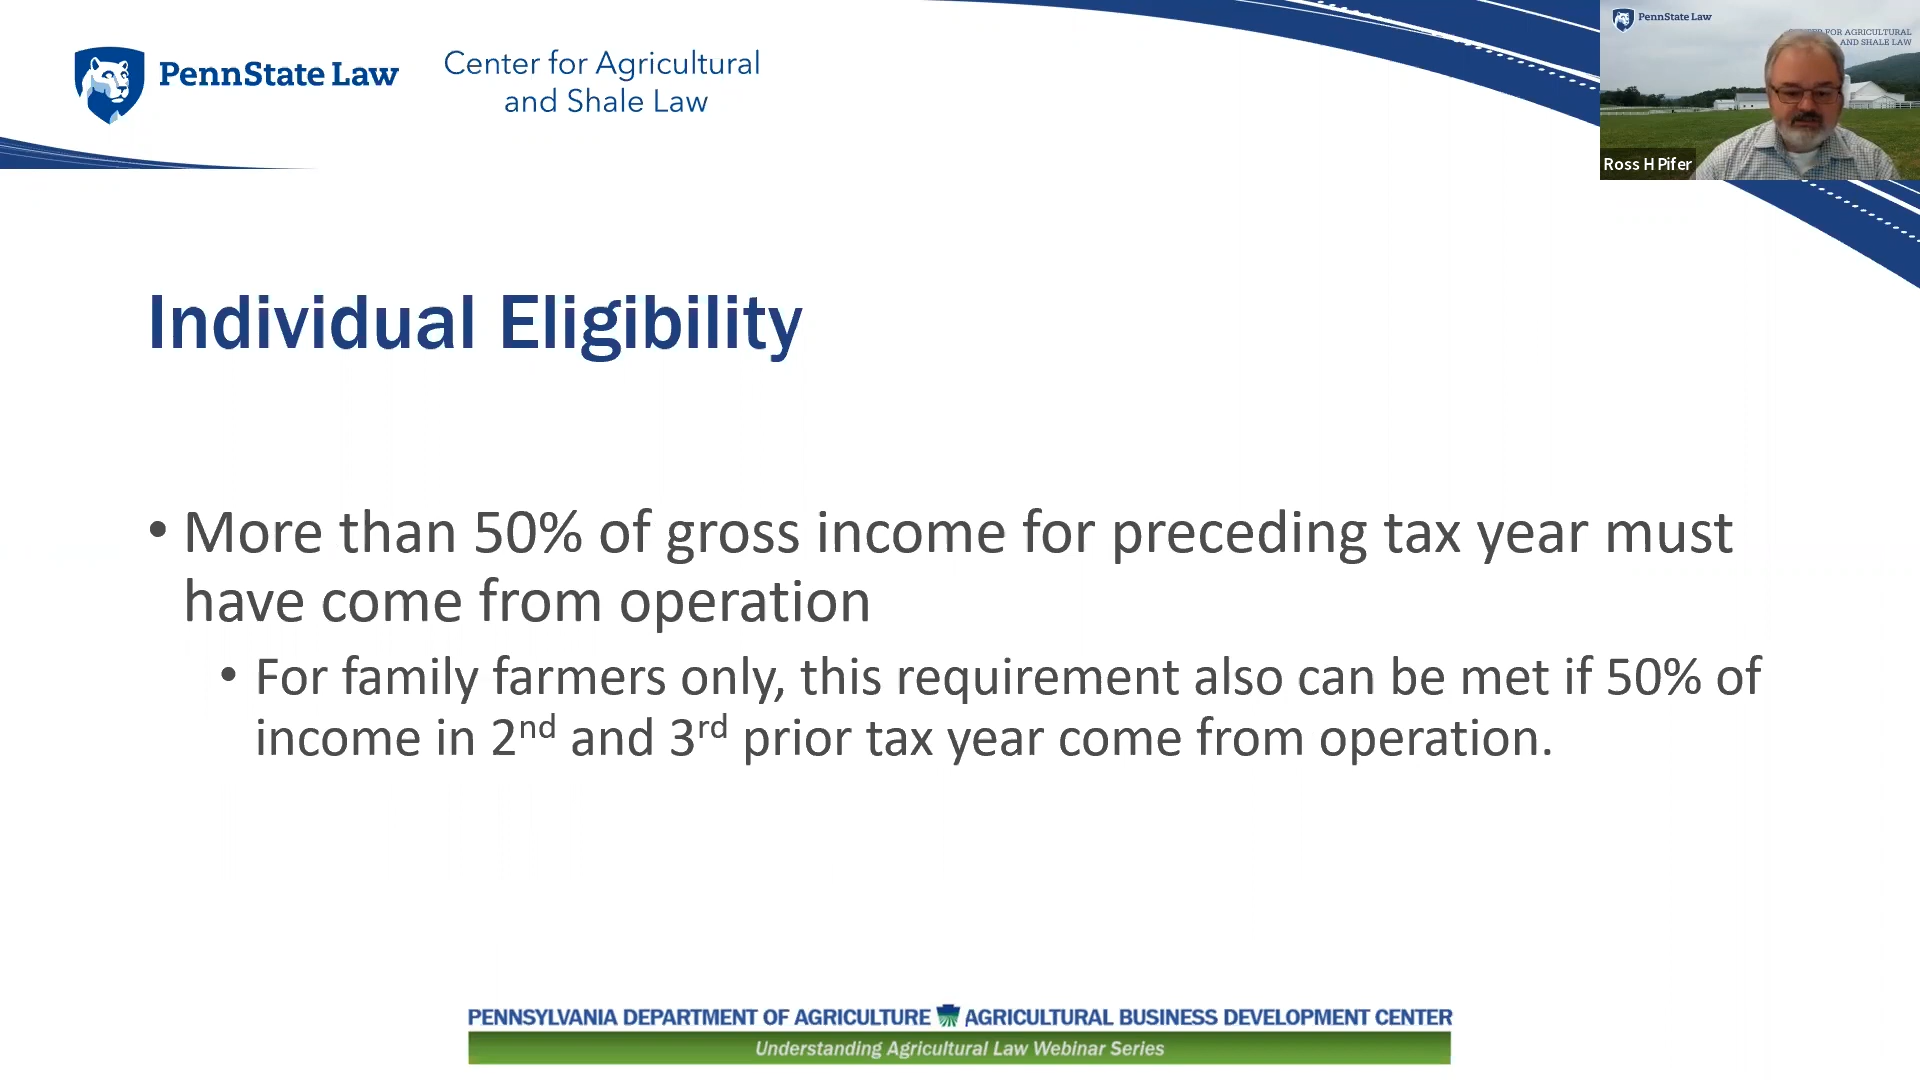 PennState Law
Center for Agricultural
and Shale Law
PennState Law
CENTER FOR AGRICULTURAL
AND SHALE LAW
Ross H Pifer
Individual Eligibility
• More than 50% of gross income for preceding tax year must
have come from operation
• For family farmers only, this requirement also can be met if 50% of
income in 2nd and 3rd prior tax year come from operation.
PENNSYLVANIA DEPARTMENT OF AGRICULTURE AGRICULTURAL BUSINESS DEVELOPMENT CENTER
Understanding Agricultural Law Webinar Series